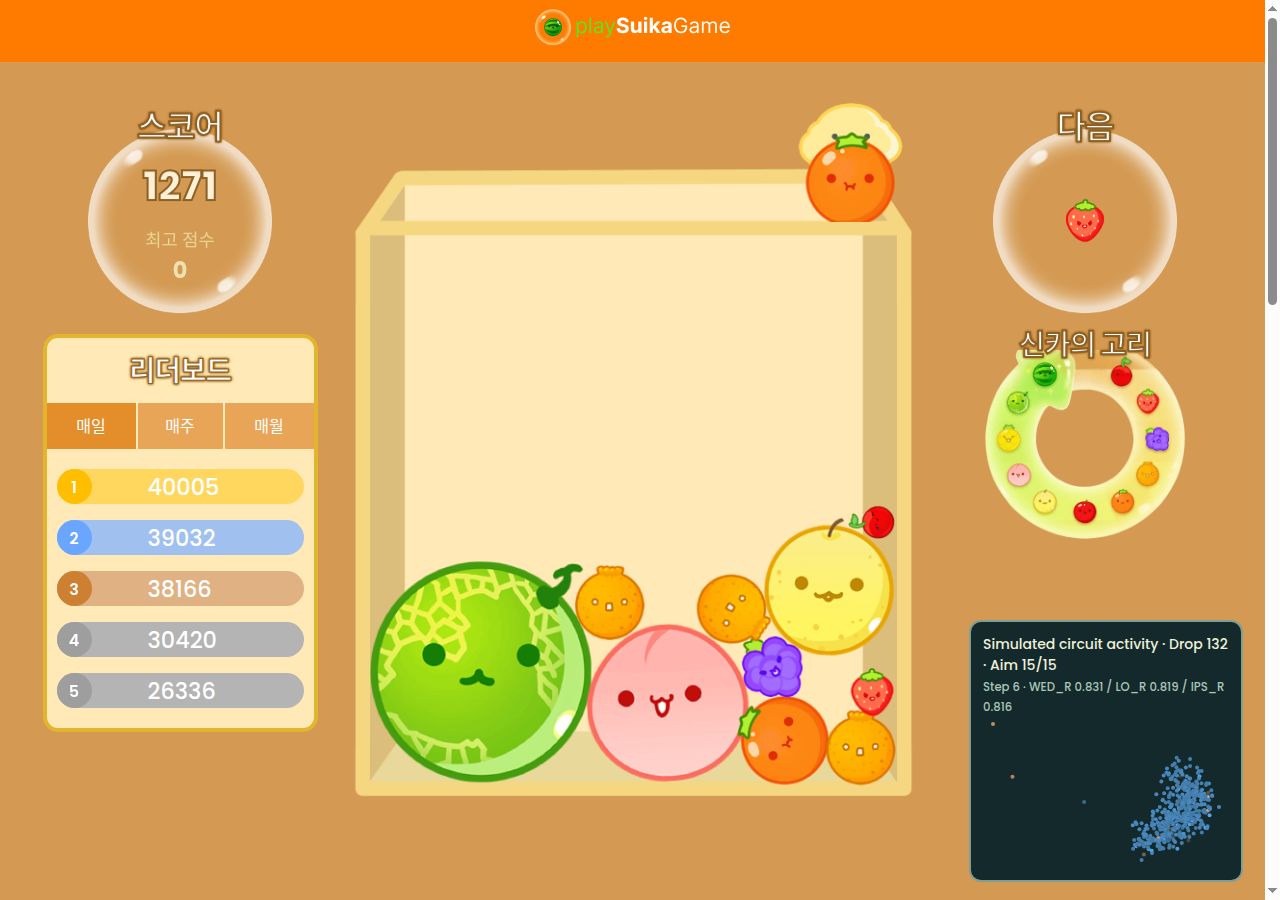 playSuikaGame
스코어
1271
최고 점수
0
다음
리더보드
매일 매주 매월
1 40005
2 39032
3 38166
4 30420
5 26336
신카의 고리
Simulated circuit activity · Drop 132
· Aim 15/15
Step 6 · WED_R 0.831 / LO_R 0.819 / IPS_R
0.816